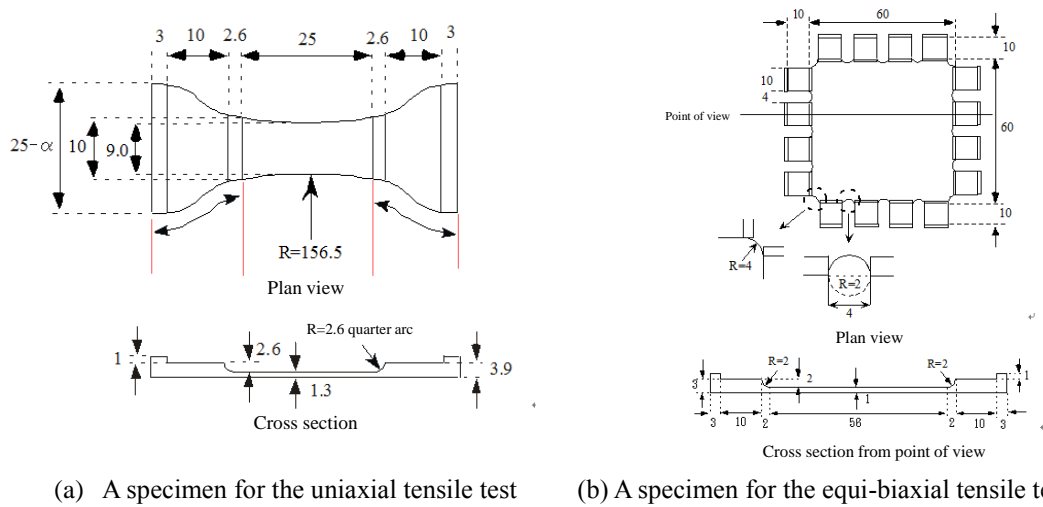 3 10 2.6 25 2.6 10 3
25-α
10
9.0
R=156.5
Plan view
R=2.6 quarter arc
1
2.6
1.3
3.9
Cross section
(a) A specimen for the uniaxial tensile test
10 60
10
10
4
Point of view
60
10
R=4
R=2
4
Plan view
R=2
R=2
3
2
1
1
3 10 2 56 2 10 3
Cross section from point of view
(b) A specimen for the equi-biaxial tensile te